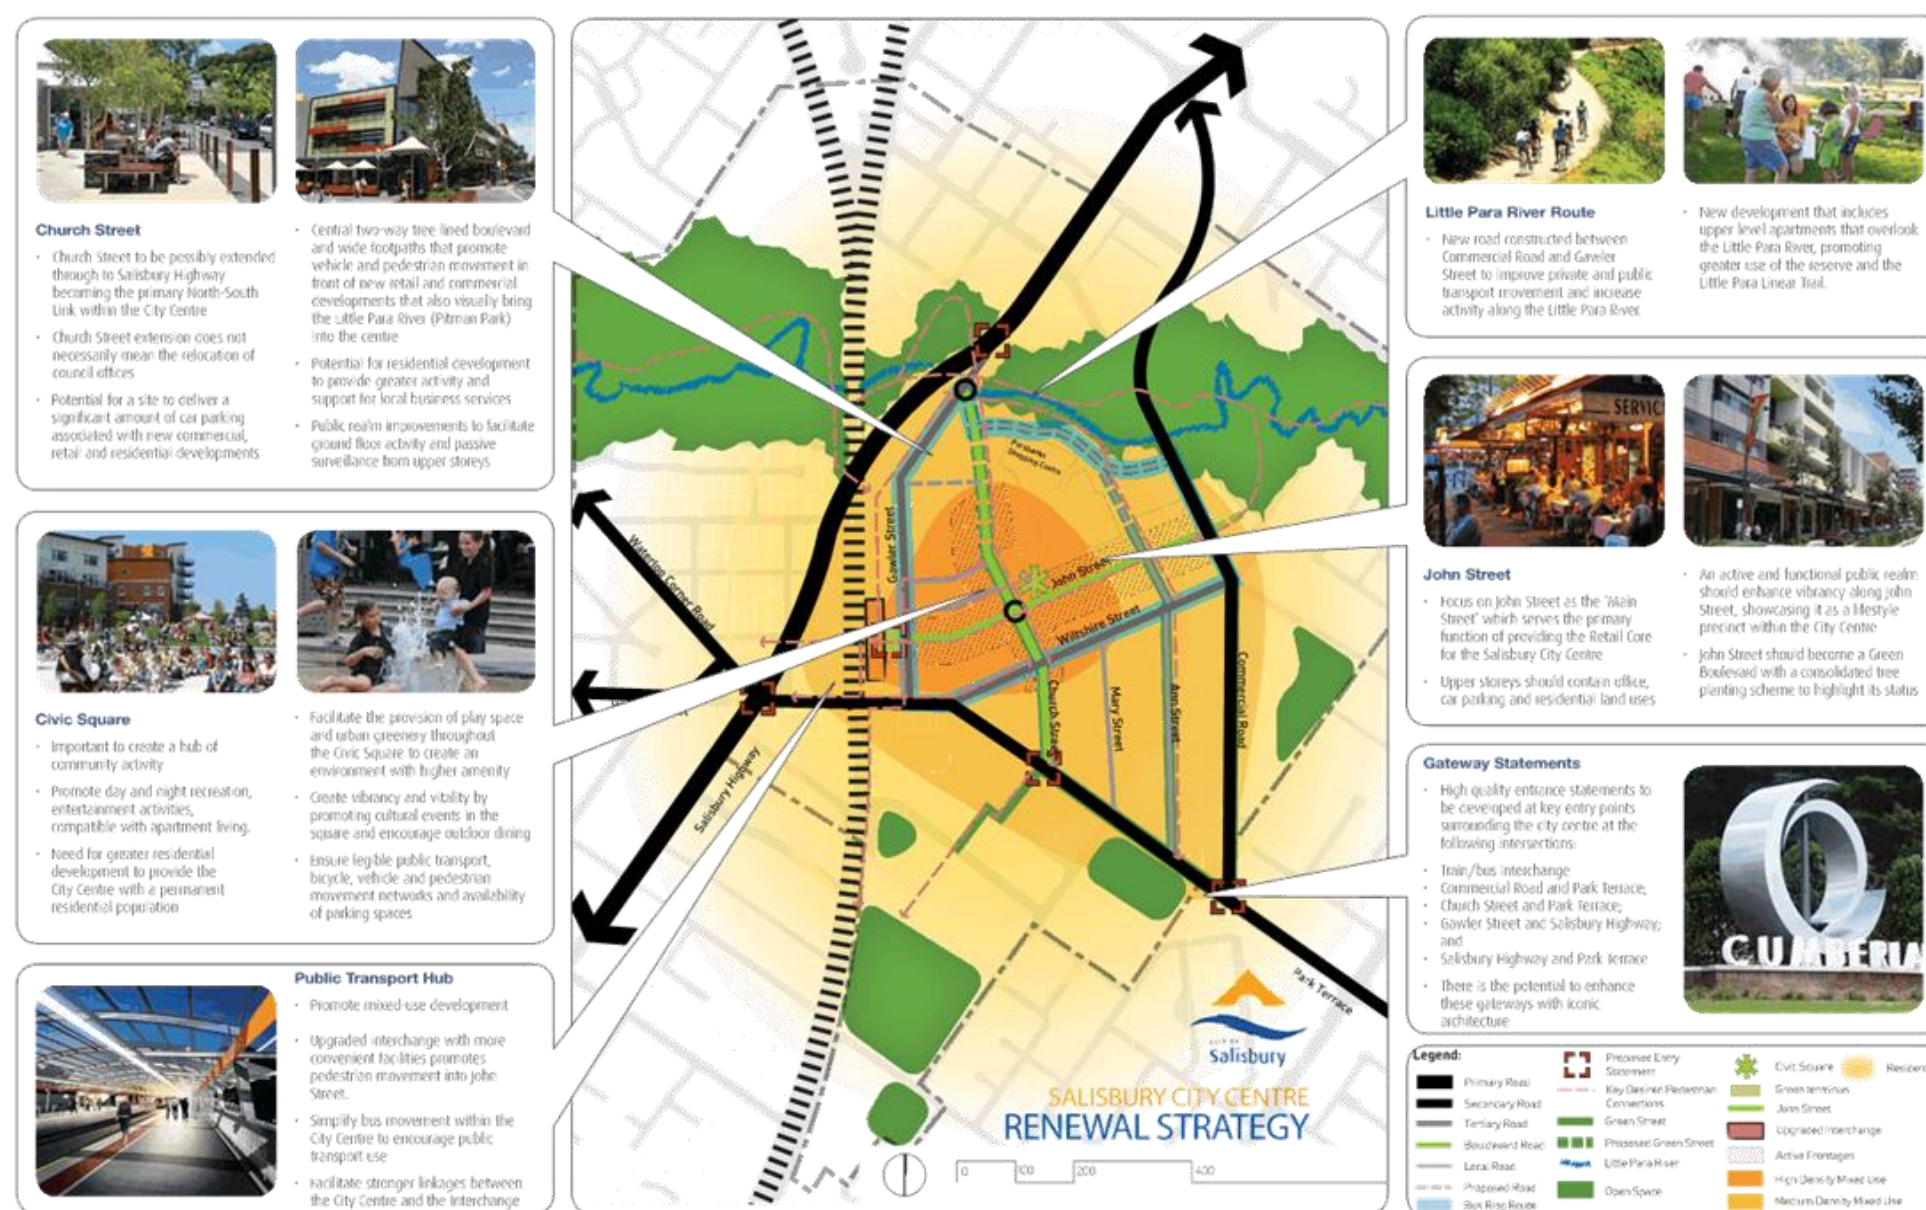 Church Street
· Church Street to be possibly extended
through to Salisbury Highway
becoming the primary North-South
Link within the City Centre
· Church Street extension does not
necessarily mean the relocation of
council offices
· Potential for a site to deliver a
significant amount of car parking
associated with new commercial,
retail and residential developments
· Central two-way tree lined boulevard
and wide footpaths that promote
vehicle and pedestrian movement in
front of new retail and commercial
developments that also visually bring
the Little Para River (Pitman Park)
into the centre
· Potential for residential development
to provide greater activity and
support for local business services
· Public realm improvements to facilitate
ground floor activity and passive
surveillance from upper storeys
Civic Square
· Important to create a hub of
community activity
· Promote day and night recreation,
entertainment activities,
compatible with apartment living.
· Need for greater residential
development to provide the
City Centre with a permanent
residential population
· Facilitate the provision of play space
and urban greenery throughout
the Civic Square to create an
environment with higher amenity
· Create vibrancy and vitality by
promoting cultural events in the
square and encourage outdoor dining
· Ensure legible public transport,
bicycle, vehicle and pedestrian
movement networks and availability
of parking spaces
Public Transport Hub
· Promote mixed-use development
· Upgraded interchange with more
convenient facilities promotes
pedestrian movement into John
Street.
· Simplify bus movement within the
City Centre to encourage public
transport use
· Facilitate stronger linkages between
the City Centre and the Interchange
Parabanks
Shopping Centre
Gawler Street
John Street
Wiltshire Street
Waterloo Corner Road
Church Street
Mary Street
Ann Street
Commercial Road
Salisbury Highway
Park Terrace
Salisbury
SALISBURY CITY CENTRE
RENEWAL STRATEGY
0 100 200 400
Little Para River Route
· New road constructed between
Commercial Road and Gawler
Street to improve private and public
transport movement and increase
activity along the Little Para River.
· New development that includes
upper level apartments that overlook
the Little Para River, promoting
greater use of the reserve and the
Little Para Linear Trail.
SERVIC
John Street
· Focus on John Street as the 'Main
Street' which serves the primary
function of providing the Retail Core
for the Salisbury City Centre
· Upper storeys should contain office,
car parking and residential land uses
· An active and functional public realm
should enhance vibrancy along John
Street, showcasing it as a lifestyle
precinct within the City Centre
· John Street should become a Green
Boulevard with a consolidated tree
planting scheme to highlight its status
Gateway Statements
· High quality entrance statements to
be developed at key entry points
surrounding the city centre at the
following intersections:
· Train/bus Interchange
· Commercial Road and Park Terrace;
· Church Street and Park Terrace;
· Gawler Street and Salisbury Highway;
and
· Salisbury Highway and Park Terrace
· There is the potential to enhance
these gateways with iconic
architecture
CUMBERLA
Legend:
Primary Road
Secondary Road
Tertiary Road
Boulevard Road
Local Road
Proposed Road
Bus Ring Route
Proposed Entry
Statement
Key Desired Pedestrian
Connections
Green Street
Proposed Green Street
Little Para River
Open Space
Civic Square
Green terminus
John Street
Upgraded Interchange
Active Frontages
High Density Mixed Use
Medium Density Mixed Use
Residen